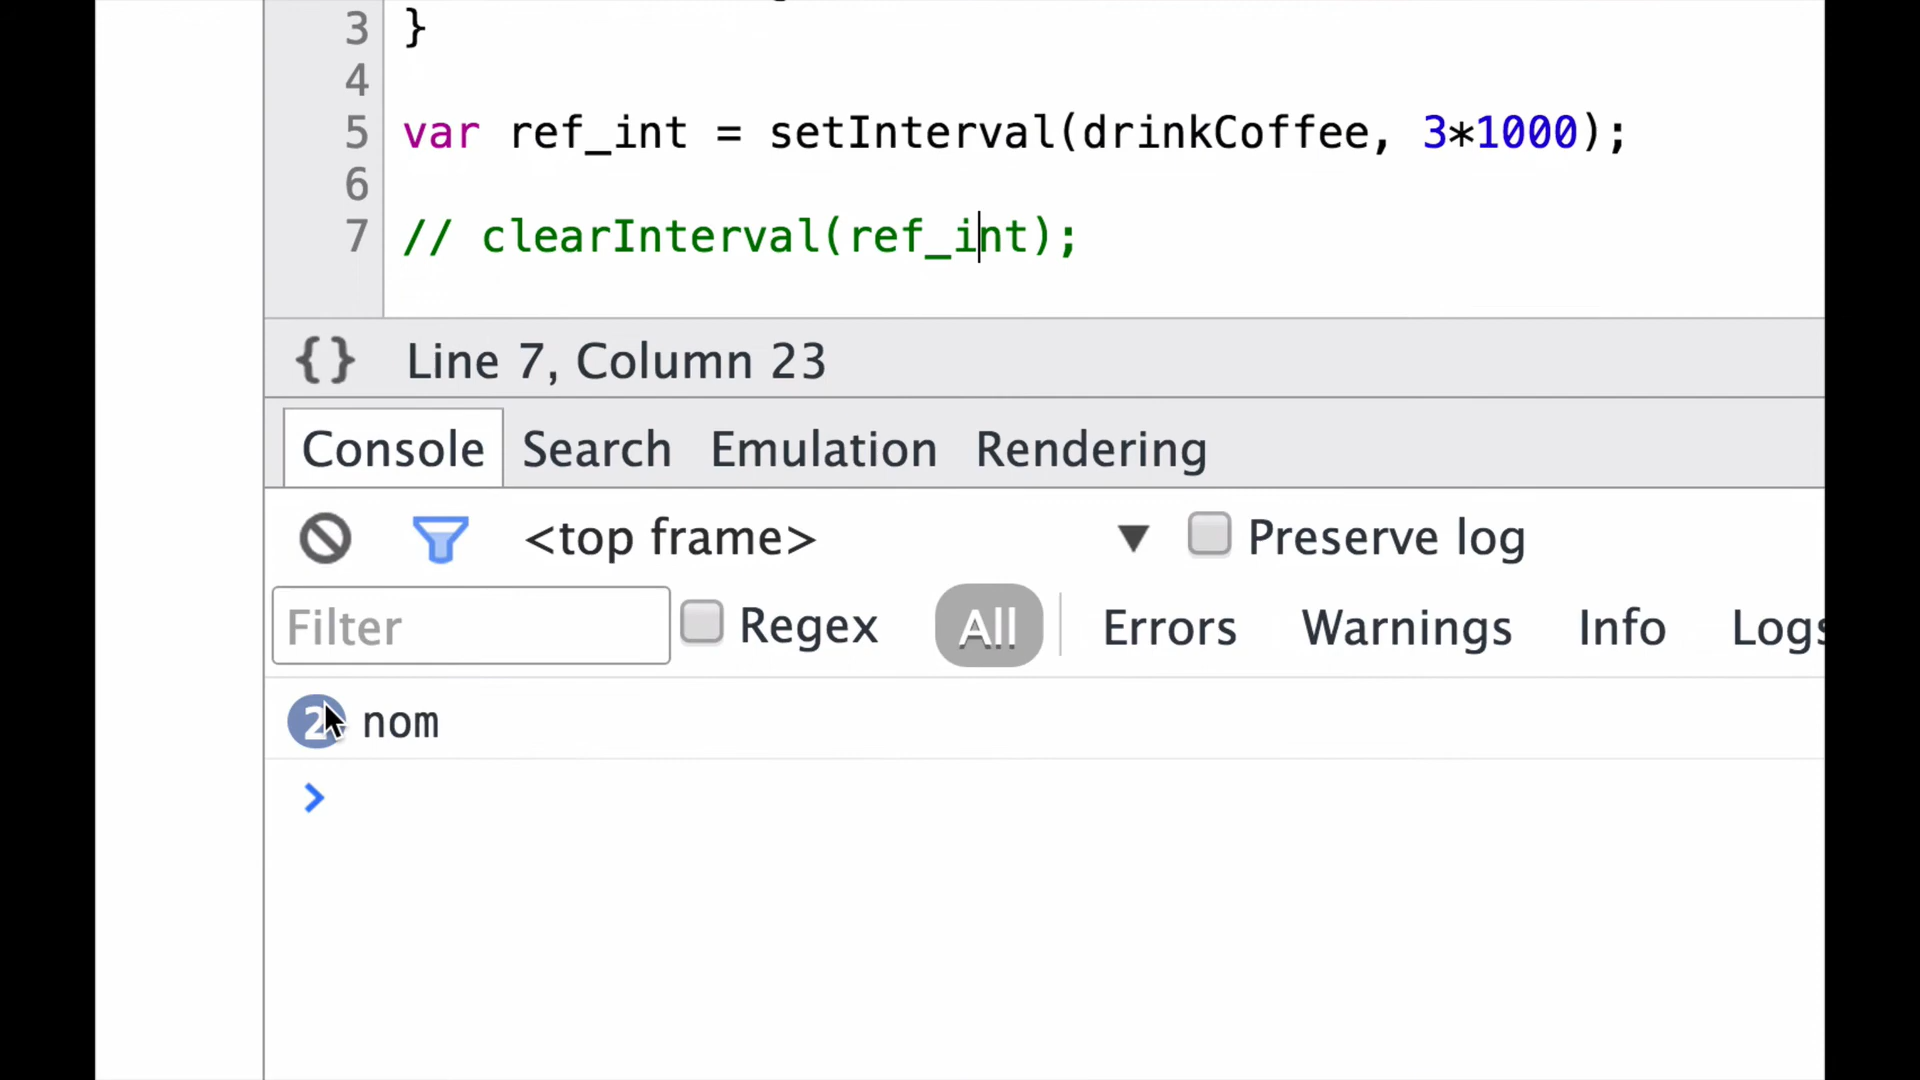 3 }
4
5 var ref_int = setInterval(drinkCoffee, 3*1000);
6
7 // clearInterval(ref_int);
{} Line 7, Column 23
Console Search Emulation Rendering
<top frame> ▼ Preserve log
Filter Regex All Errors Warnings Info Logs
2 nom
>